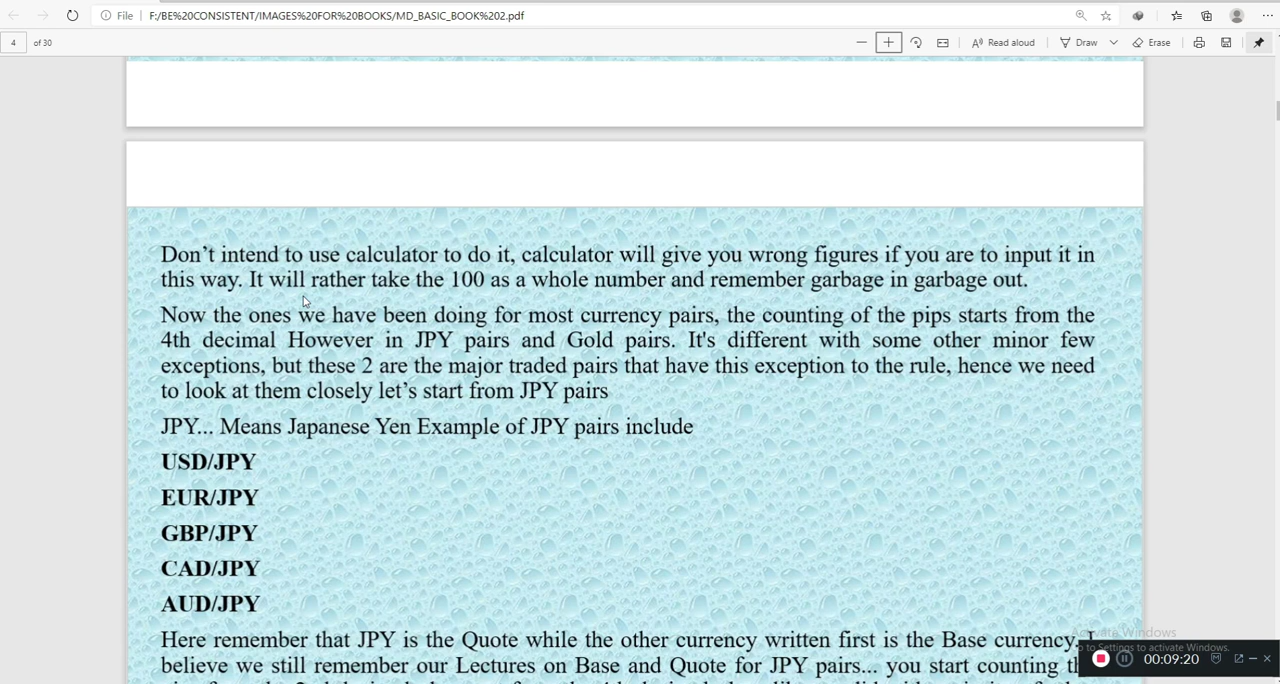 File
F:/BE%20CONSISTENT/IMAGES%20FOR%20BOOKS/MD_BASIC_BOOK%202.pdf
4 of 30
Read aloud
Draw
Erase
Don’t intend to use calculator to do it, calculator will give you wrong figures if you are to input it in
this way. It will rather take the 100 as a whole number and remember garbage in garbage out.
Now the ones we have been doing for most currency pairs, the counting of the pips starts from the
4th decimal However in JPY pairs and Gold pairs. It's different with some other minor few
exceptions, but these 2 are the major traded pairs that have this exception to the rule, hence we need
to look at them closely let’s start from JPY pairs
JPY... Means Japanese Yen Example of JPY pairs include
USD/JPY
EUR/JPY
GBP/JPY
CAD/JPY
AUD/JPY
Here remember that JPY is the Quote while the other currency written first is the Base currency. I
Activate Windows
believe we still remember our Lectures on Base and Quote for JPY pairs... you start counting
to Settings to activate Windows.
00:09:20